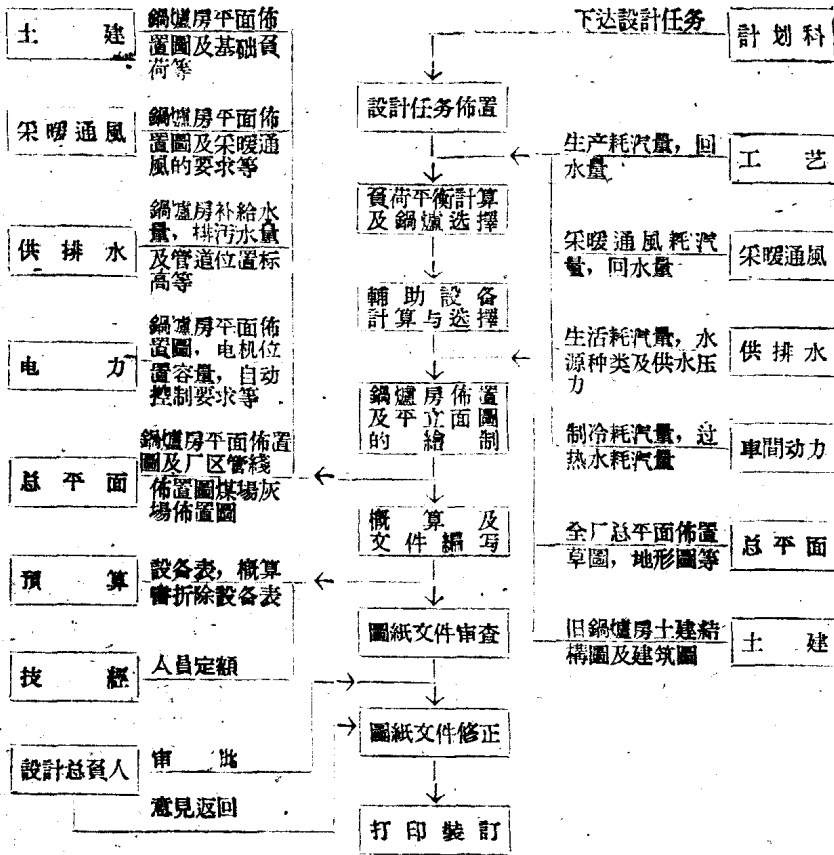 土建
鍋爐房平面佈
置圖及基础負
荷等
采暖通風
鍋爐房平面佈
置圖及采暖通
風的要求等
供排水
鍋爐房补給水
量，排汚水量
及管道位置标
高等
电力
鍋爐房平面佈
置圖，电机位
置容量，自动
控制要求等
总平面
鍋爐房平面佈置
圖及厂区管綫
佈置圖煤場灰
場佈置圖
預算
設备表，概算
書折除設备表
技經
人員定額
設計总負人
审批
意見返回
設計任务佈置
負荷平衡計算
及鍋爐选擇
輔助設备
計算与选擇
鍋爐房佈置
及平立面圖
的繪制
概算及
文件編写
圖紙文件审查
圖紙文件修正
打印裝訂
下达設計任务
計划科
生产耗汽量，回
水量
工艺
采暖通風耗汽
量，回水量
采暖通風
生活耗汽量，水
源种类及供水压
力
供排水
制冷耗汽量，过
热水耗汽量
車間动力
全厂总平面佈置
草圖，地形圖等
总平面
旧鍋爐房土建結
構圖及建筑圖
土建